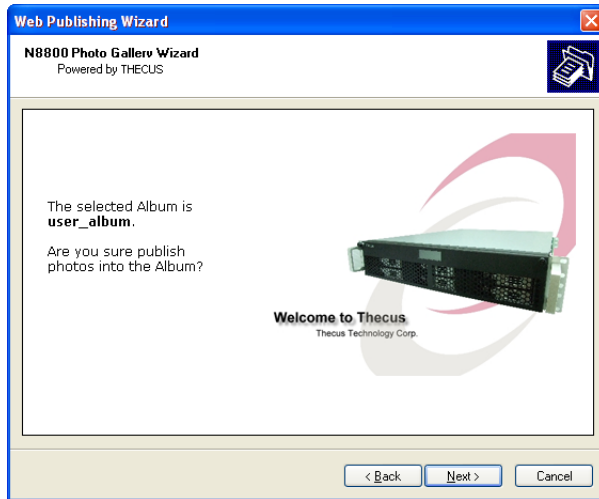 Web Publishing Wizard
N8800 Photo Gallery Wizard
Powered by THECUS
The selected Album is
user_album.
Are you sure publish
photos into the Album?
Welcome to Thecus
Thecus Technology Corp.
< Back
Next >
Cancel